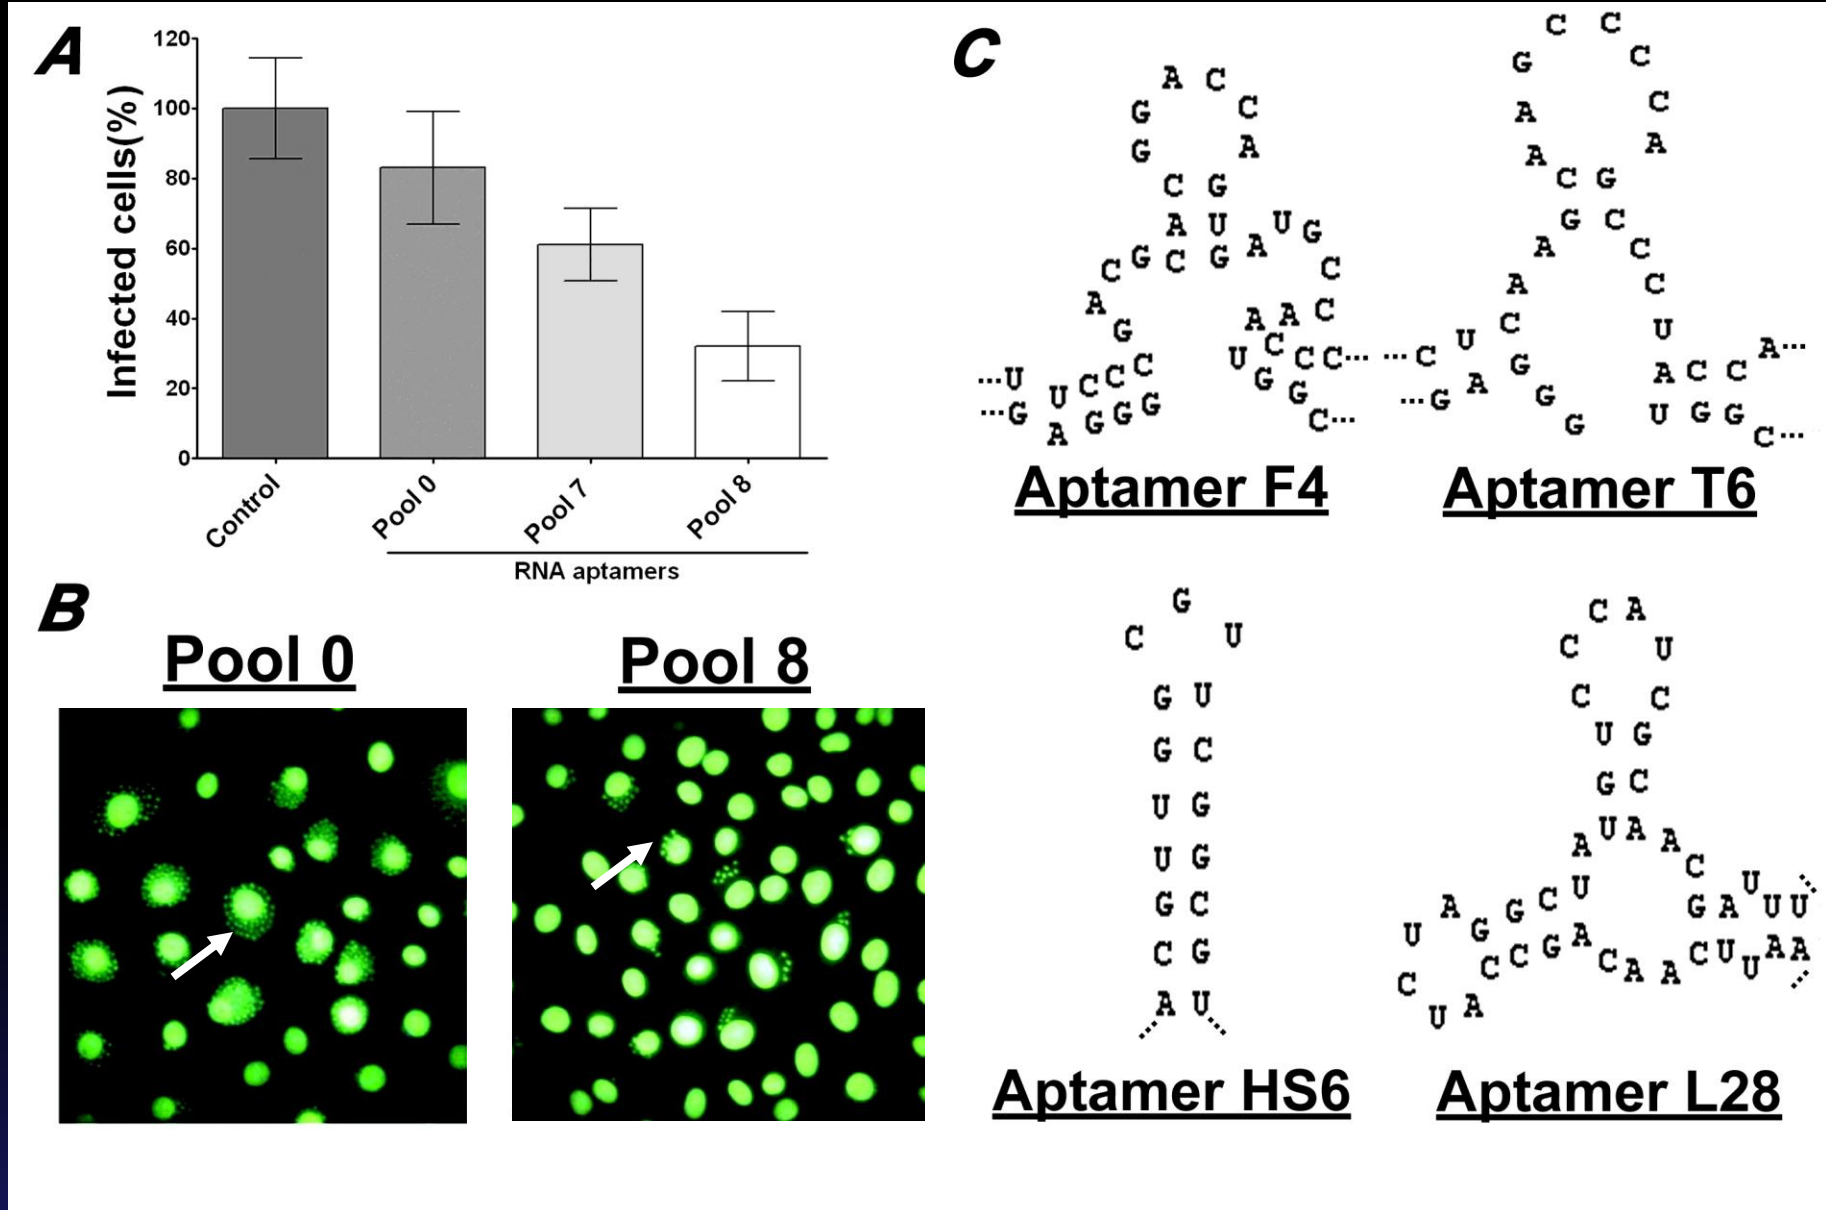 A
120
100
80
60
40
20
0
Infected cells(%)
Control
Pool 0
Pool 7
Pool 8
RNA aptamers
B
Pool 0
Pool 8
C
A C
G C
G A
C G
A U U G
C G C G A C
A A A C
G U C C C...
...U U C C C G G
...G A G G G C...
Aptamer F4
C C
G C
A C
A A
C G
G C
A C
A C
...C U C U A...
G A C C
...G A G U G G
G C...
Aptamer T6
G
C U
G U
G C
U G
U G
G C
C G
A U
Aptamer HS6
C A
C U
C C
U G
G C
A U A A
C
U A G G C U G A U U U
C C G A C A A C U U A A
C U A
Aptamer L28